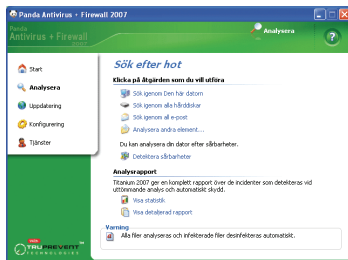 Panda Antivirus + Firewall 2007
Panda
Antivirus + Firewall
2007
Analysera
Start
Analysera
Uppdatering
Konfigurering
Tjänster
Sök efter hot
Klicka på åtgärden som du vill utföra
Sök igenom Den här datorn
Sök igenom alla hårddiskar
Sök igenom all e-post
Analysera andra element...
Du kan analysera din dator efter sårbarheter.
Detektera sårbarheter
Analysrapport
Titanium 2007 ger en komplett rapport över de incidenter som detekteras vid
uttömmande analys och automatiskt skydd.
Visa statistik
Visa detaljerad rapport
Varning
Alla filer analyseras och infekterade filer desinfekteras automatiskt.
TRUPREVENT
TECHNOLOGIES